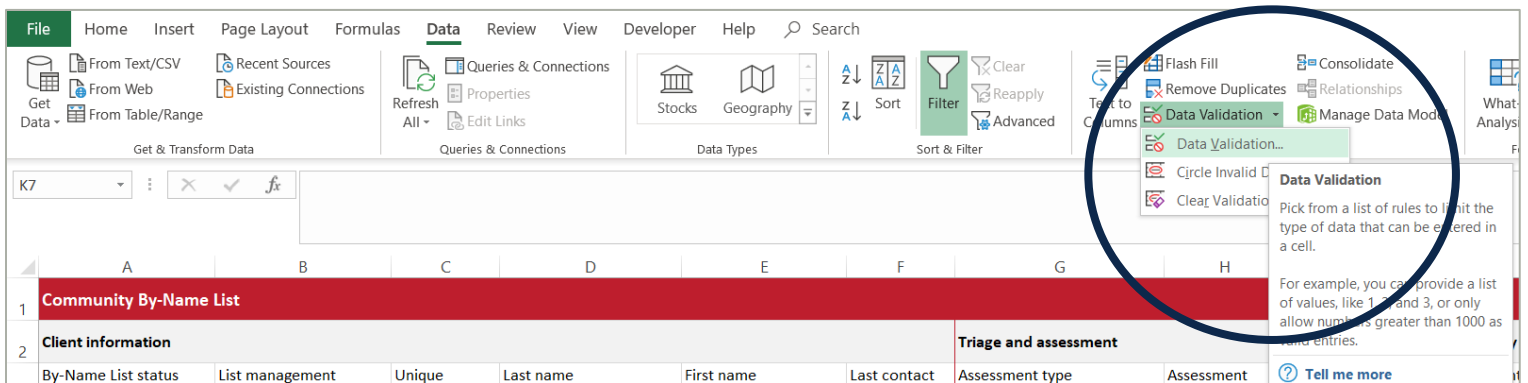 File Home Insert Page Layout Formulas Data Review View Developer Help Search
Get Data
From Text/CSV
From Web
From Table/Range
Recent Sources
Existing Connections
Get & Transform Data
Refresh All
Queries & Connections
Properties
Edit Links
Queries & Connections
Stocks
Geography
Data Types
Sort
Filter
Clear
Reapply
Advanced
Sort & Filter
Text to Columns
Flash Fill
Remove Duplicates
Data Validation
Consolidate
Relationships
Manage Data Model
What-
Analysi
Data Validation...
Circle Invalid D
Clear Validatio
Data Validation
Pick from a list of rules to limit the
type of data that can be entered in
a cell.
For example, you can provide a list
of values, like 1, 2, and 3, or only
allow numbers greater than 1000 as
valid entries.
Tell me more
K7
fx
A B C D E F G H
1 Community By-Name List
2 Client information Triage and assessment
By-Name List status List management Unique Last name First name Last contact Assessment type Assessment